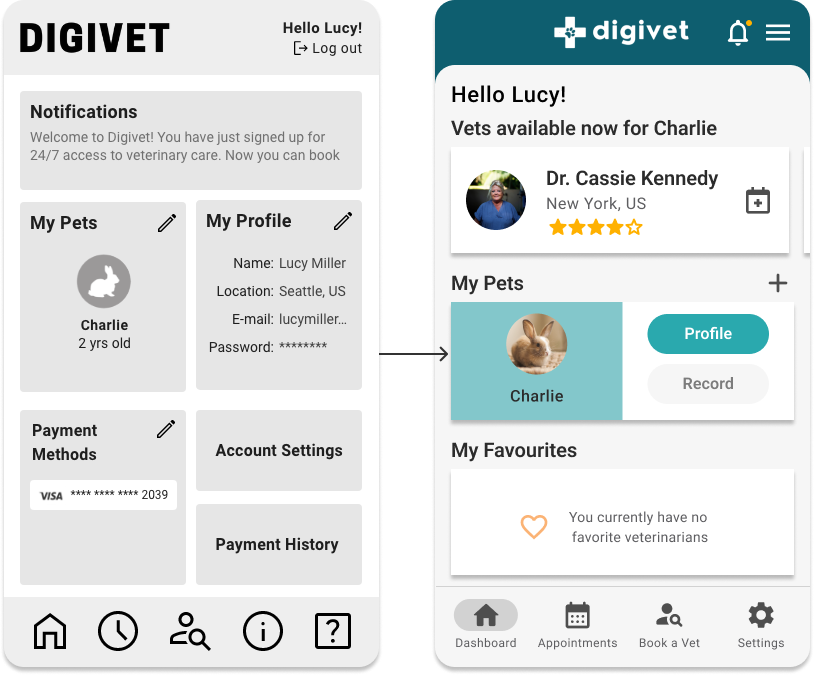 DIGIVET
Hello Lucy!
Log out
Notifications
Welcome to Digivet! You have just signed up for
24/7 access to veterinary care. Now you can book
My Pets
Charlie
2 yrs old
My Profile
Name: Lucy Miller
Location: Seattle, US
E-mail: lucymiller...
Password: ********
Payment
Methods
VISA **** **** **** 2039
Account Settings
Payment History
digivet
Hello Lucy!
Vets available now for Charlie
Dr. Cassie Kennedy
New York, US
My Pets
Charlie
Profile
Record
My Favourites
You currently have no
favorite veterinarians
Dashboard
Appointments
Book a Vet
Settings